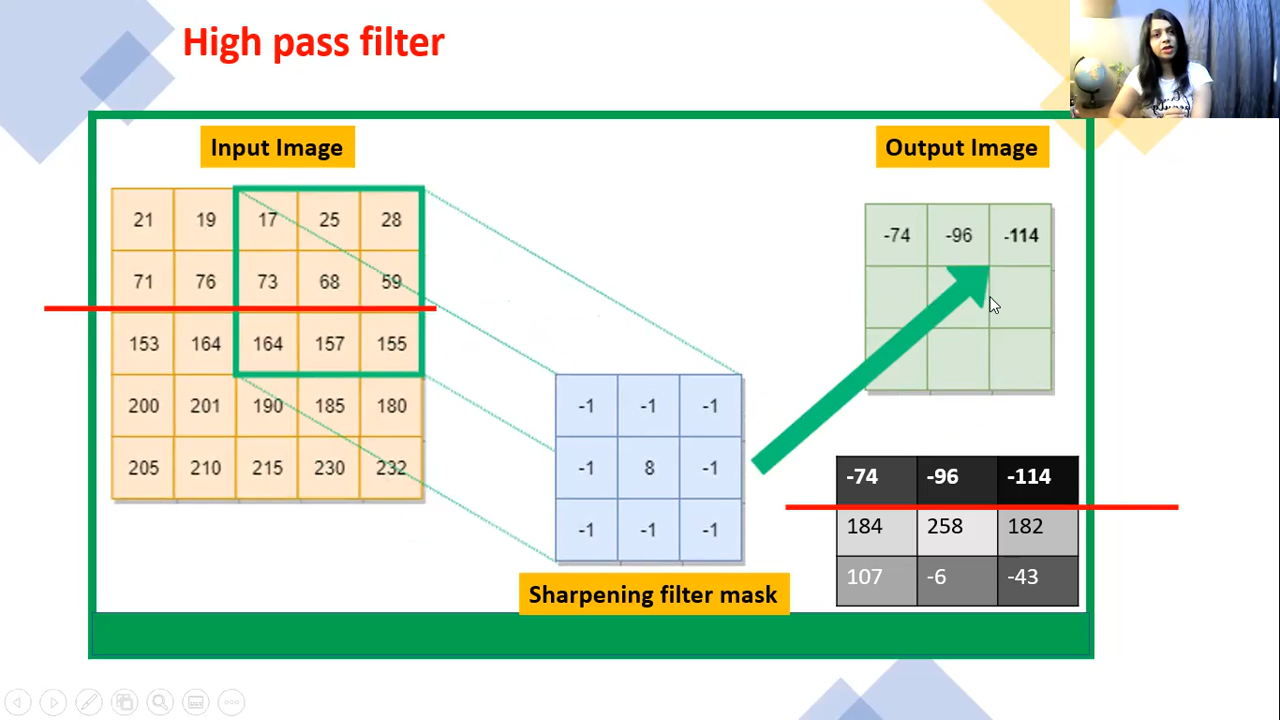 High pass filter
Input Image
Output Image
21 19 17 25 28
71 76 73 68 59
153 164 164 157 155
200 201 190 185 180
205 210 215 230 232
-1 -1 -1
-1 8 -1
-1 -1 -1
Sharpening filter mask
-74 -96 -114
-74 -96 -114
184 258 182
107 -6 -43